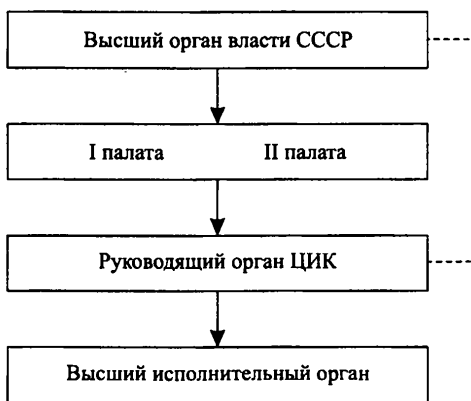 Высший орган власти СССР
I палата II палата
Руководящий орган ЦИК
Высший исполнительный орган